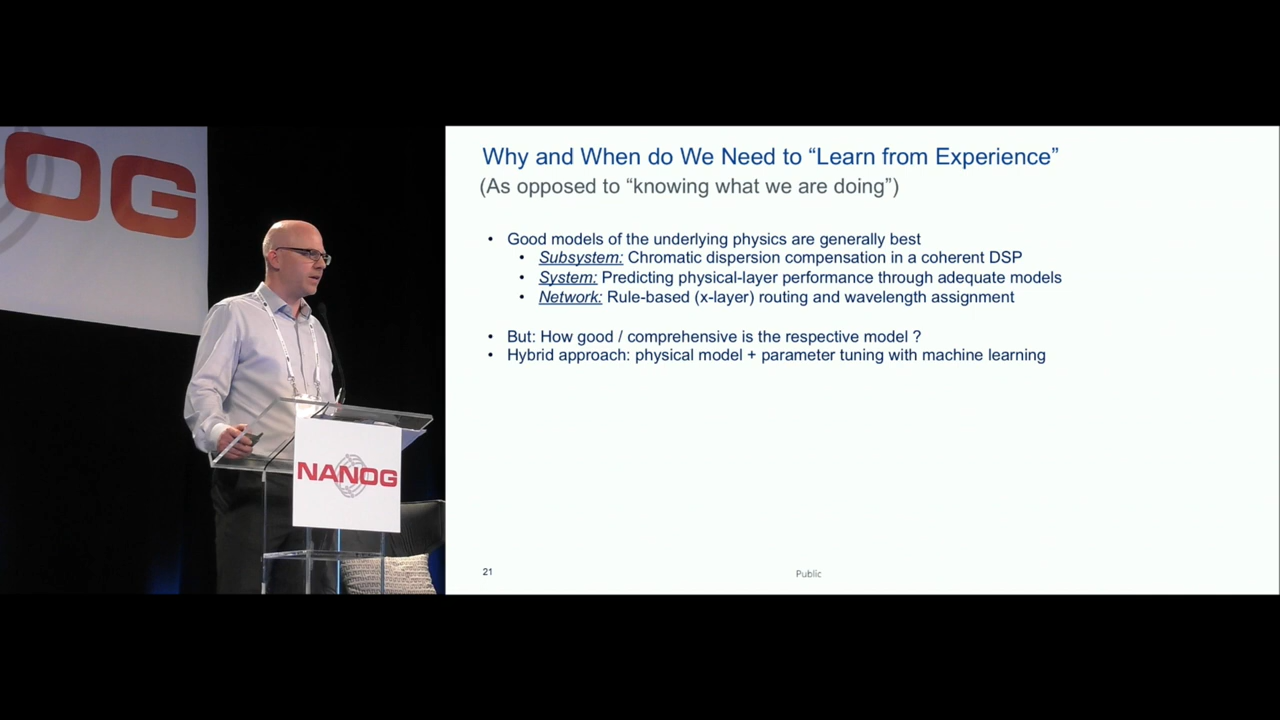 OG
NANOG
Why and When do We Need to “Learn from Experience”
(As opposed to “knowing what we are doing”)
• Good models of the underlying physics are generally best
• Subsystem: Chromatic dispersion compensation in a coherent DSP
• System: Predicting physical-layer performance through adequate models
• Network: Rule-based (x-layer) routing and wavelength assignment
• But: How good / comprehensive is the respective model ?
• Hybrid approach: physical model + parameter tuning with machine learning
21
Public